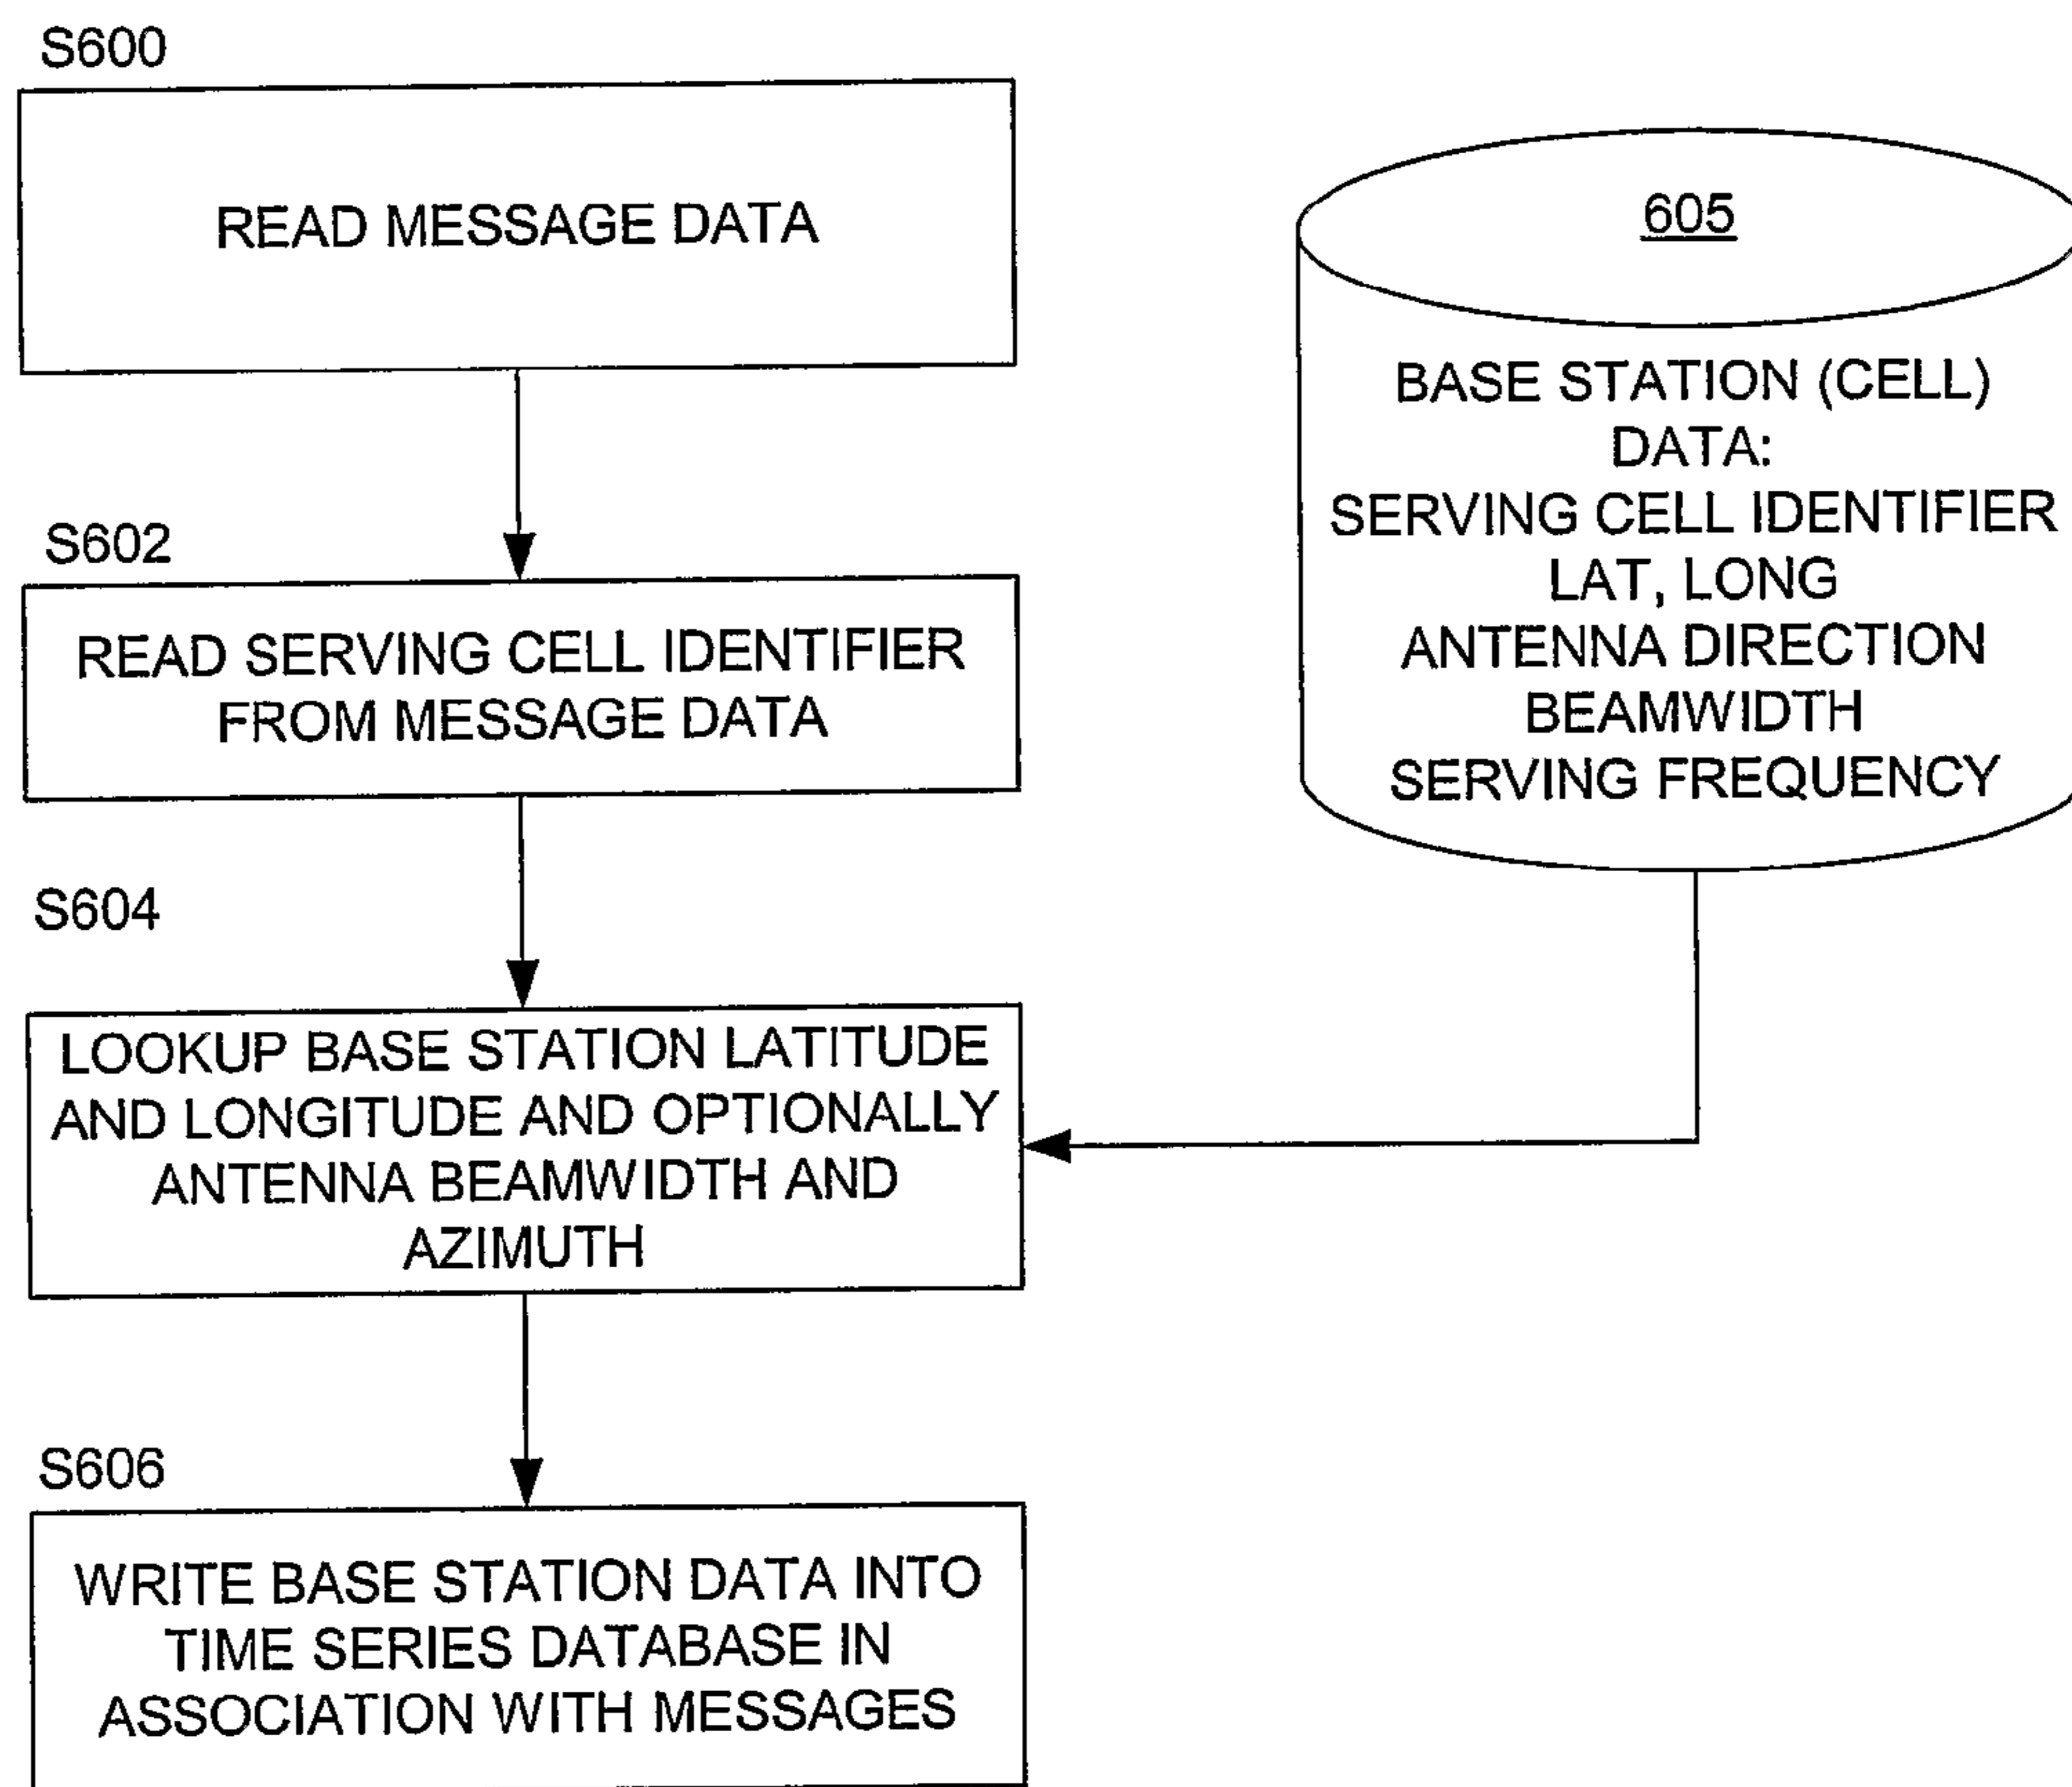 S600
READ MESSAGE DATA
S602
READ SERVING CELL IDENTIFIER
FROM MESSAGE DATA
S604
LOOKUP BASE STATION LATITUDE
AND LONGITUDE AND OPTIONALLY
ANTENNA BEAMWIDTH AND
AZIMUTH
S606
WRITE BASE STATION DATA INTO
TIME SERIES DATABASE IN
ASSOCIATION WITH MESSAGES
605
BASE STATION (CELL)
DATA:
SERVING CELL IDENTIFIER
LAT, LONG
ANTENNA DIRECTION
BEAMWIDTH
SERVING FREQUENCY